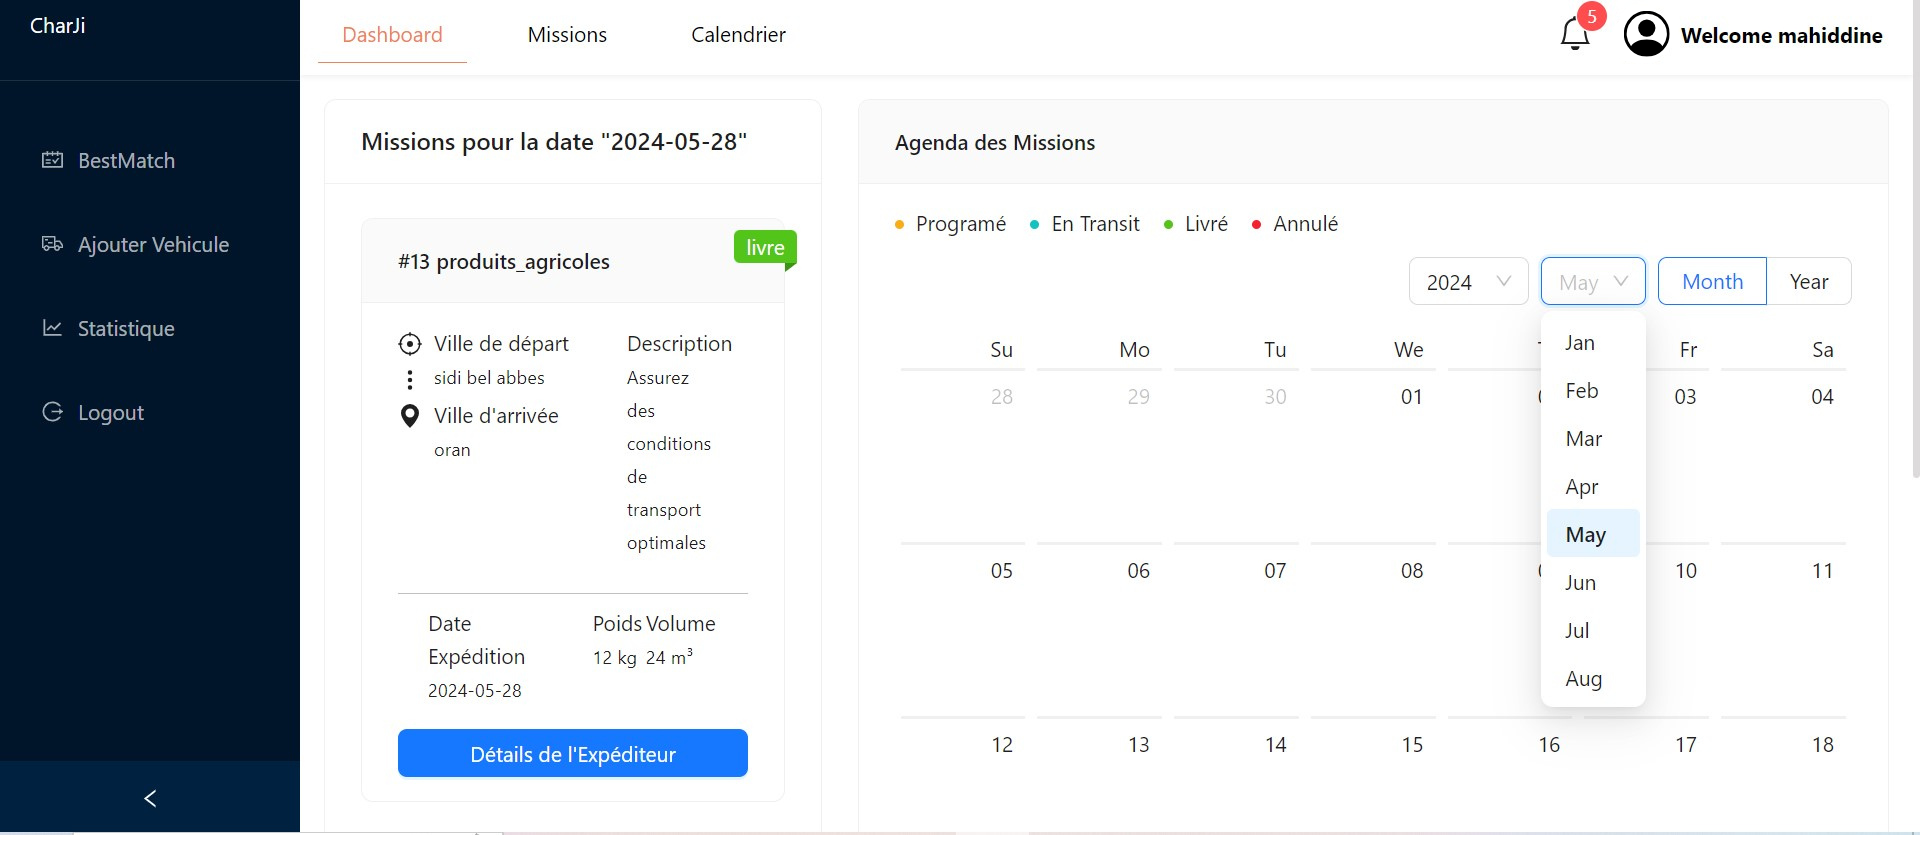 CharJi
BestMatch
Ajouter Vehicule
Statistique
Logout
Dashboard Missions Calendrier
5
Welcome mahiddine
Missions pour la date "2024-05-28"
#13 produits_agricoles
livre
Ville de départ
sidi bel abbes
Ville d'arrivée
oran
Description
Assurez
des
conditions
de
transport
optimales
Date
Expédition
2024-05-28
Poids Volume
12 kg 24 m³
Détails de l'Expéditeur
Agenda des Missions
Programé En Transit Livré Annulé
2024 May Month Year
Jan
Feb
Mar
Apr
May
Jun
Jul
Aug
Su Mo Tu We Fr Sa
28 29 30 01 03 04
05 06 07 08 10 11
12 13 14 15 16 17 18